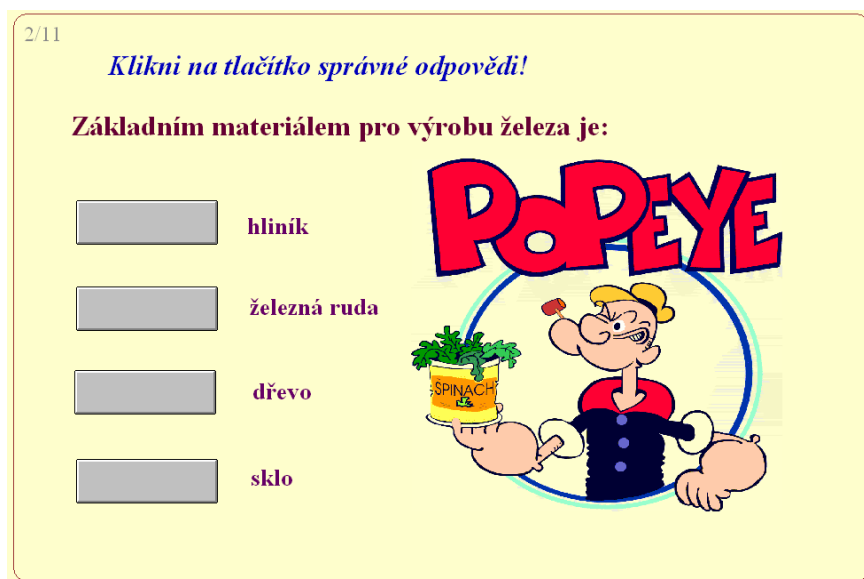 2/11
Klikni na tlačítko správné odpovědi!
Základním materiálem pro výrobu železa je:
POPEYE
hliník
železná ruda
dřevo
SPINACH
sklo